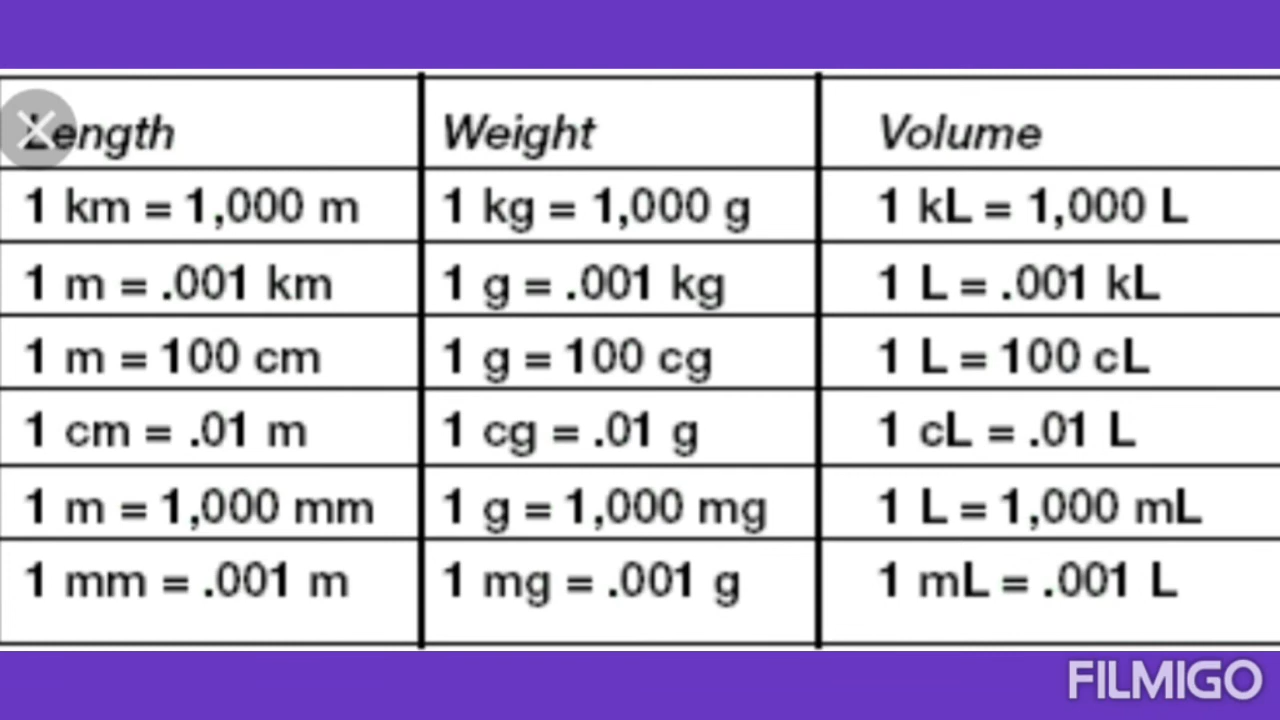 Length Weight Volume
1 km = 1,000 m 1 kg = 1,000 g 1 kL = 1,000 L
1 m = .001 km 1 g = .001 kg 1 L = .001 kL
1 m = 100 cm 1 g = 100 cg 1 L = 100 cL
1 cm = .01 m 1 cg = .01 g 1 cL = .01 L
1 m = 1,000 mm 1 g = 1,000 mg 1 L = 1,000 mL
1 mm = .001 m 1 mg = .001 g 1 mL = .001 L
FILMIGO